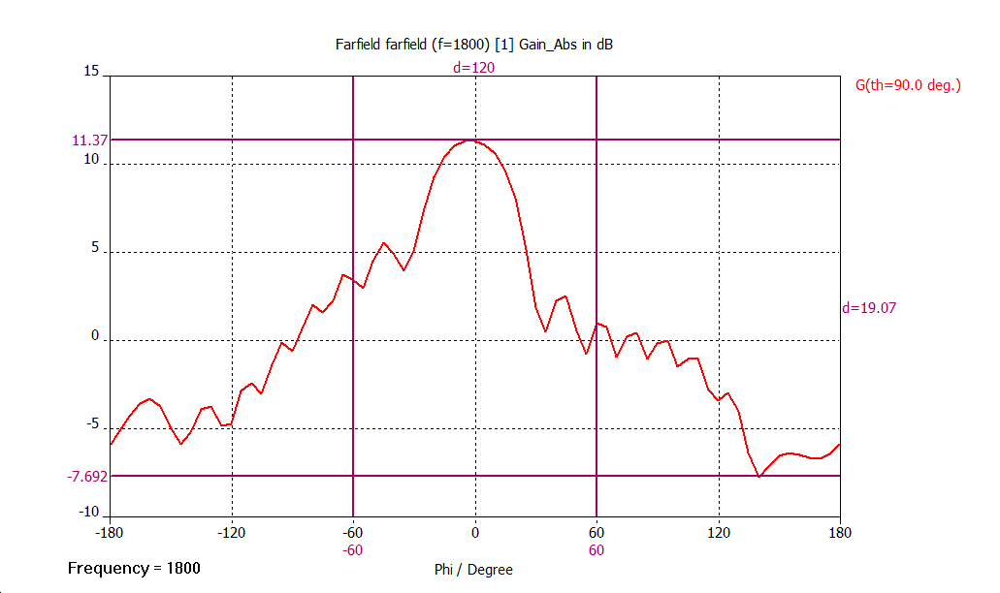 Farfield farfield (f=1800) [1] Gain_Abs in dB
d=120
15
G(th=90.0 deg.)
11.37
10
5
d=19.07
0
-5
-7.692
-10
-180 -120 -60 0 60 120 180
-60 60
Frequency = 1800
Phi / Degree